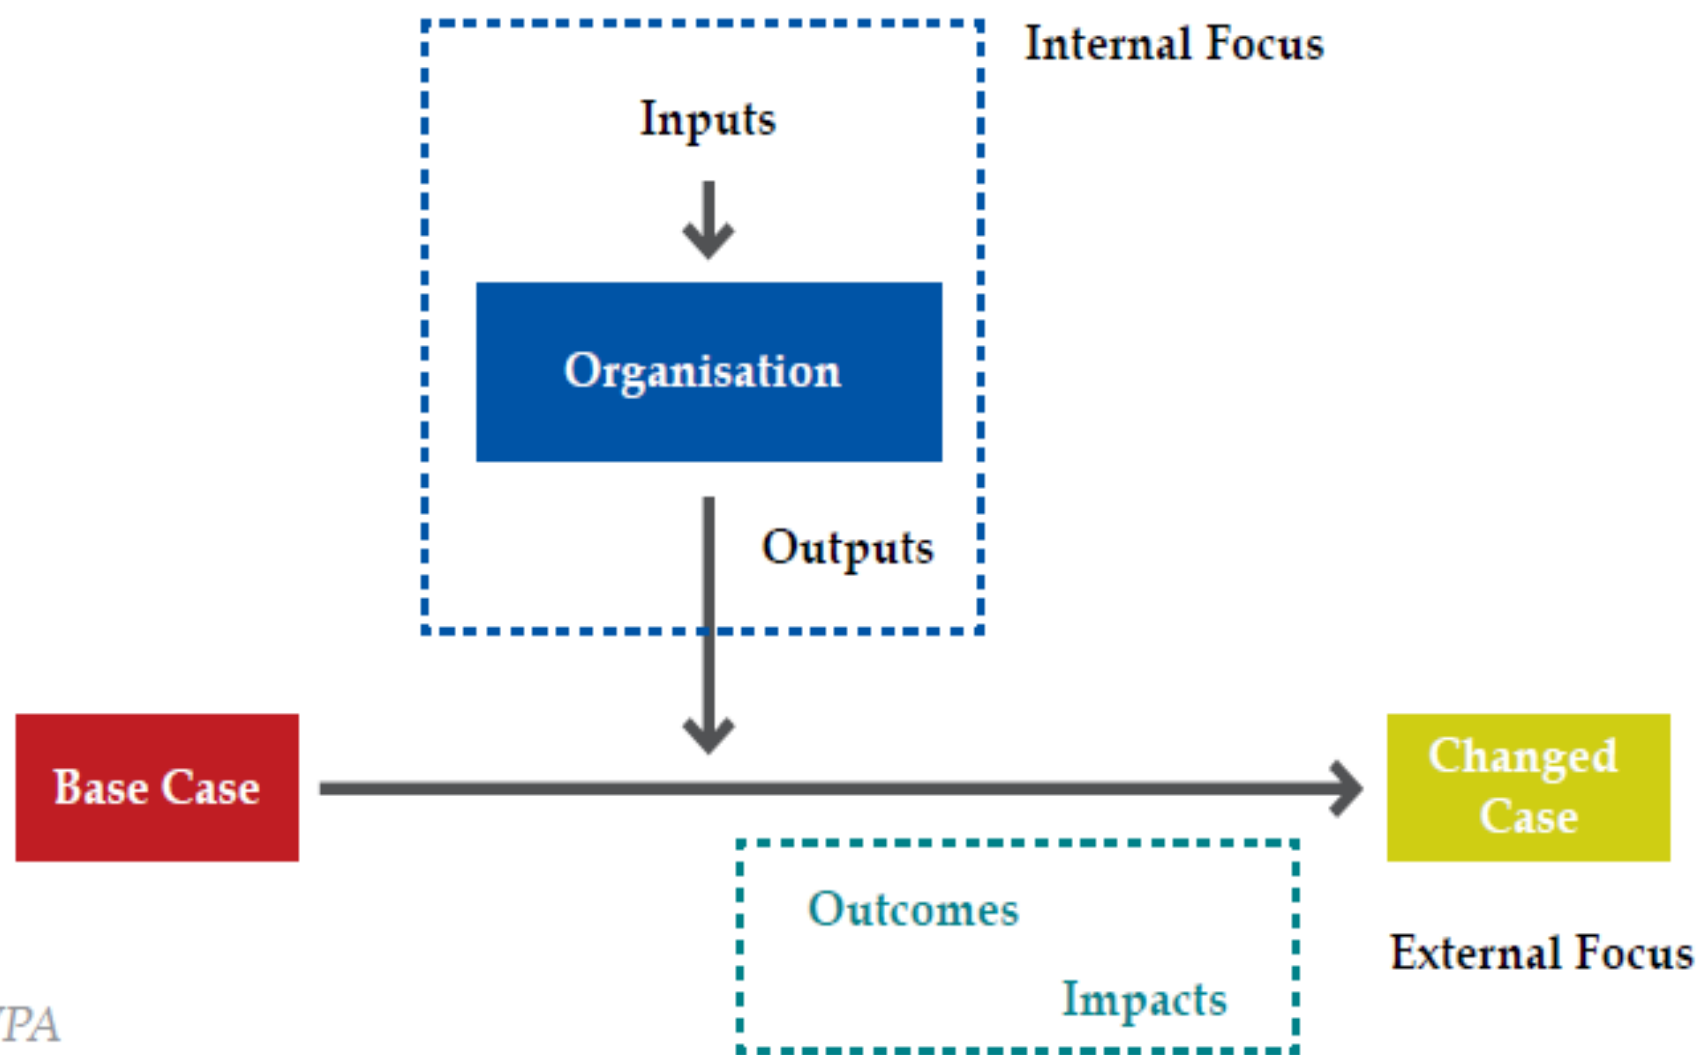 Internal Focus
Inputs
Organisation
Outputs
Base Case
Changed
Case
Outcomes
External Focus
Impacts